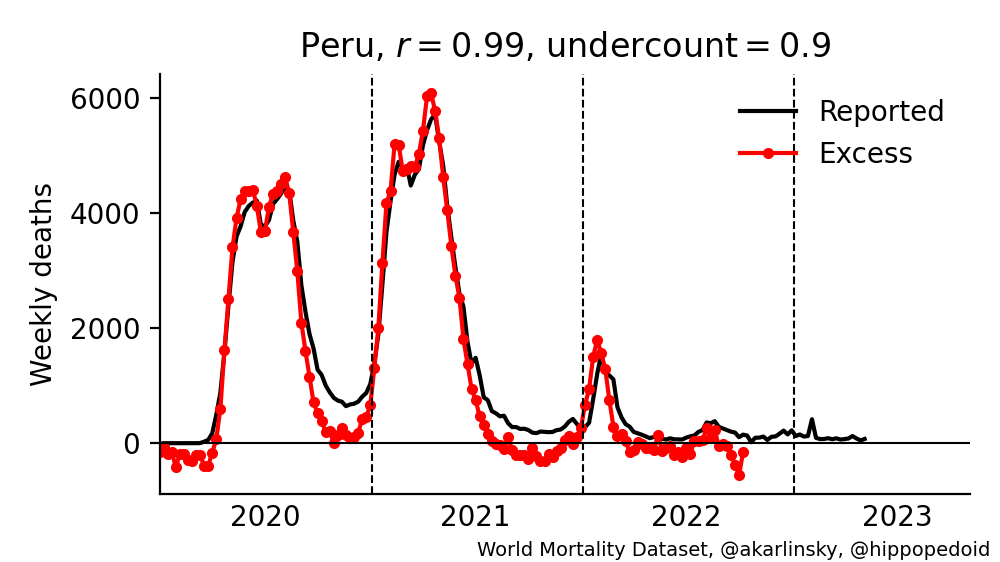 Peru, r = 0.99, undercount = 0.9
Reported
Excess
Weekly deaths
6000
4000
2000
0
2020 2021 2022 2023
World Mortality Dataset, @akarlinsky, @hippopedoid